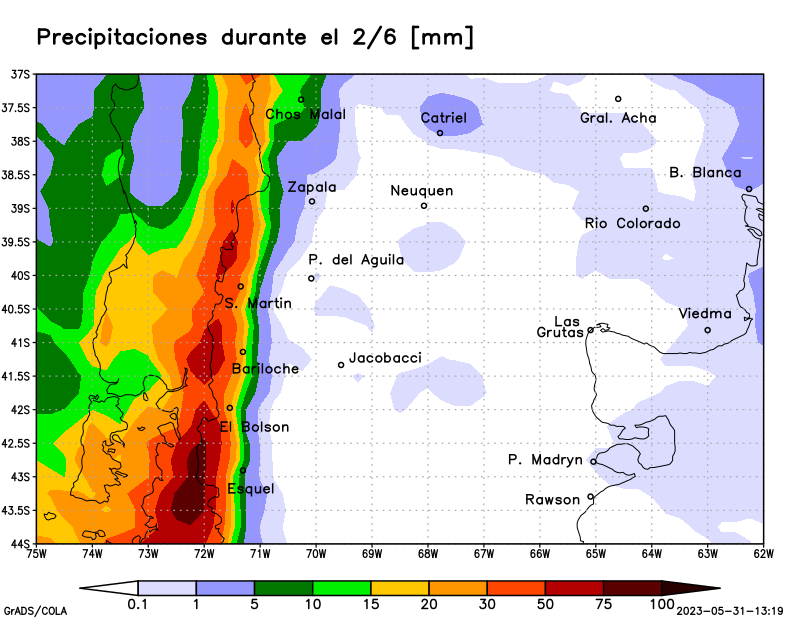 Precipitaciones durante el 2/6 [mm]
37S
37.5S
38S
38.5S
39S
39.5S
40S
40.5S
41S
41.5S
42S
42.5S
43S
43.5S
44S
Chos Malal
Catriel
Gral. Acha
B. Blanca
Zapala
Neuquen
Rio Colorado
P. del Aguila
S. Martin
Viedma
Las
Grutas
Jacobacci
Bariloche
El Bolson
P. Madryn
Esquel
Rawson
75W 74W 73W 72W 71W 70W 69W 68W 67W 66W 65W 64W 63W 62W
0.1 1 5 10 15 20 30 50 75 100
GrADS/COLA
2023-05-31-13:19